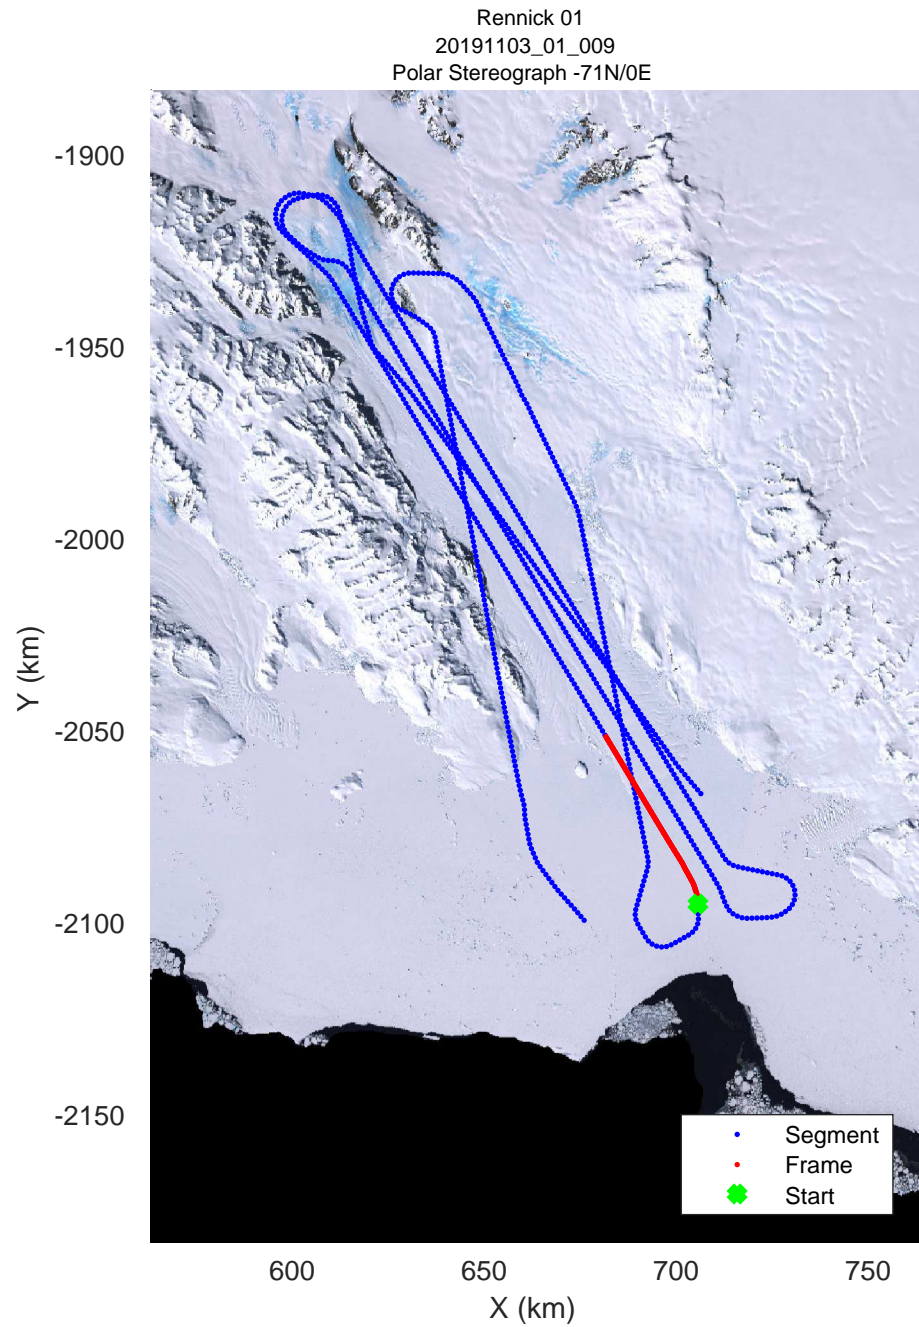 Rennick 01
20191103_01_009
Polar Stereograph -71N/0E
-1900
-1950
-2000
-2050
-2100
-2150
Y (km)
600
650
700
750
X (km)
Segment
Frame
Start